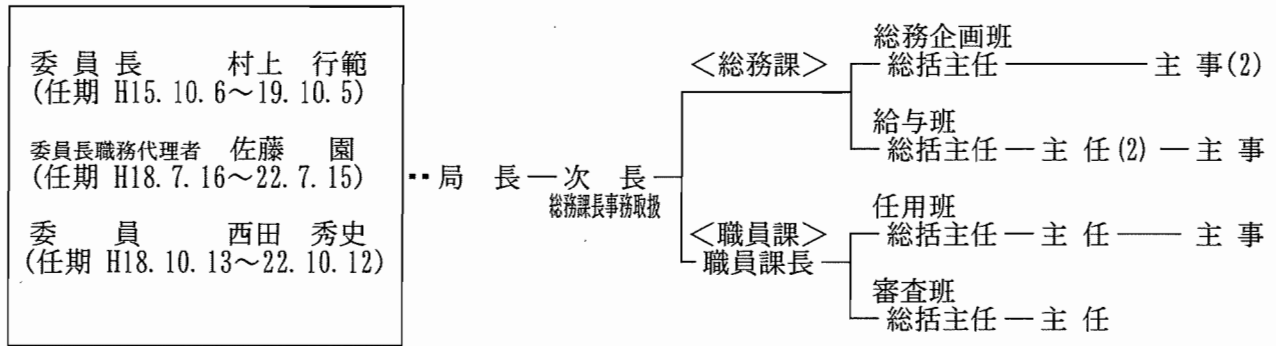 委員長 村上 行範
(任期 H15.10.6～19.10.5)
委員長職務代理者 佐藤 園
(任期 H18.7.16～22.7.15)
委員 西田 秀史
(任期 H18.10.13～22.10.12)
局長 次長
総務課長事務取扱
＜総務課＞
総務企画班
総括主任 主事(2)
給与班
総括主任 主任(2) 主事
＜職員課＞
職員課長
任用班
総括主任 主任 主事
審査班
総括主任 主任